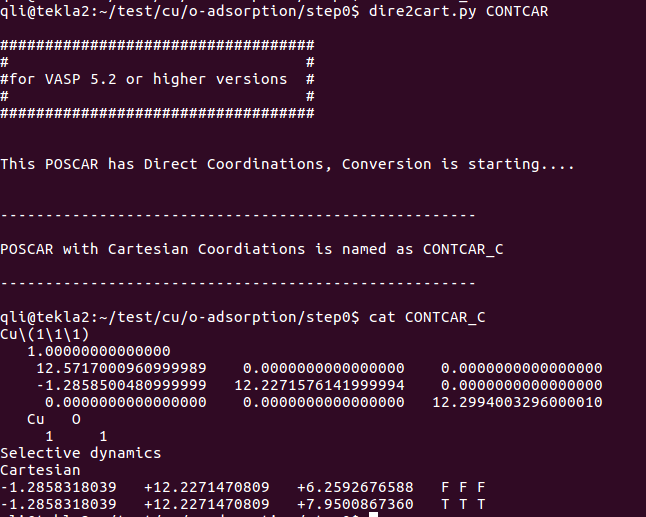 qli@tekla2:~/test/cu/o-adsorption/step0$ dire2cart.py CONTCAR
###################################
#                                 #
#for VASP 5.2 or higher versions  #
#                                 #
###################################
This POSCAR has Direct Coordinations, Conversion is starting....
-----------------------------------------------------
POSCAR with Cartesian Coordiations is named as CONTCAR_C
-----------------------------------------------------
qli@tekla2:~/test/cu/o-adsorption/step0$ cat CONTCAR_C
Cu\(1\1\1)
   1.00000000000000
    12.5717000960999989    0.0000000000000000    0.0000000000000000
    -1.2858500480999999   12.2271576141999994    0.0000000000000000
     0.0000000000000000    0.0000000000000000   12.2994003296000010
   Cu   O
     1     1
Selective dynamics
Cartesian
-1.2858318039   +12.2271470809   +6.2592676588   F F F
-1.2858318039   +12.2271470809   +7.9500867360   T T T